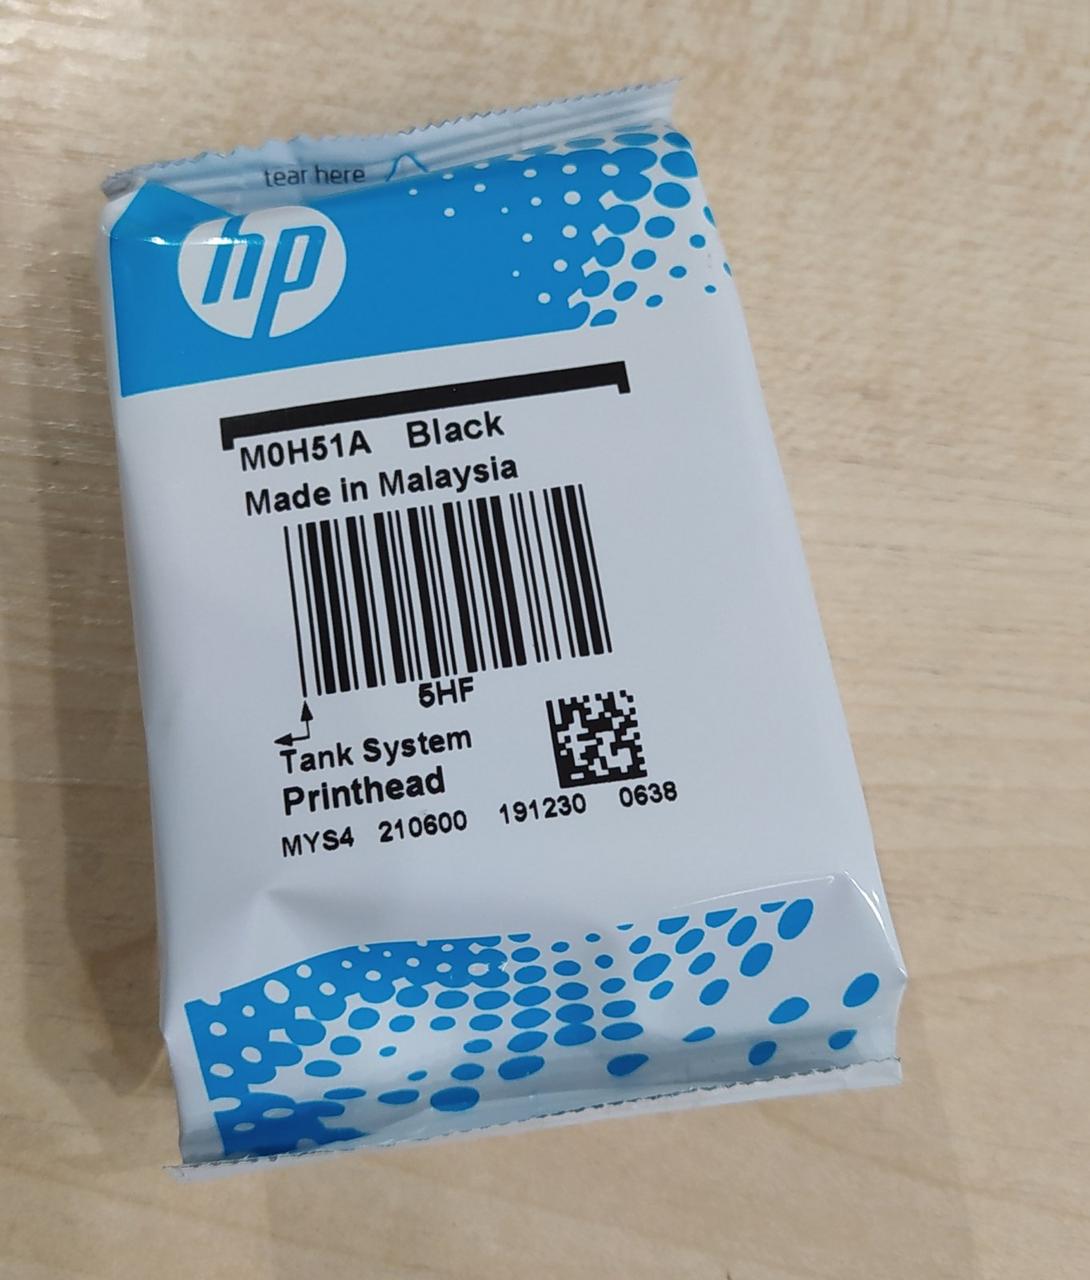 tear here
hp
M0H51A Black
Made in Malaysia
5HF
Tank System
Printhead
MYS4 210600 191230 0638